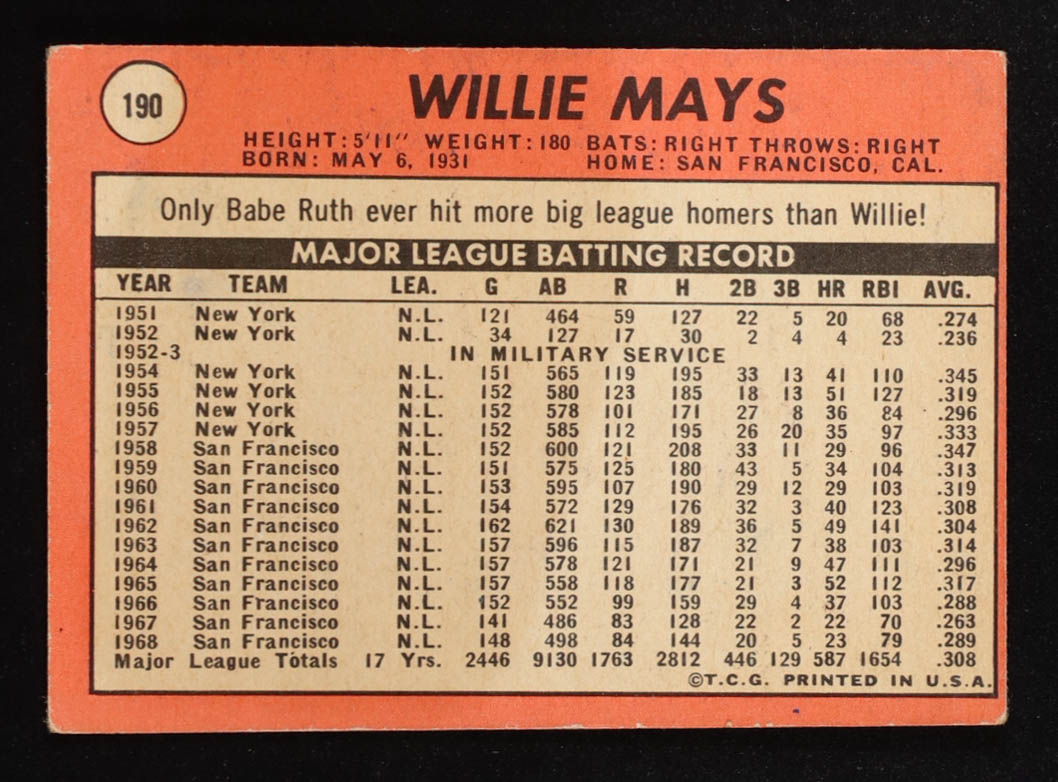 190
WILLIE MAYS
HEIGHT: 5'11" WEIGHT: 180 BATS: RIGHT THROWS: RIGHT
BORN: MAY 6, 1931 HOME: SAN FRANCISCO, CAL.
Only Babe Ruth ever hit more big league homers than Willie!
MAJOR LEAGUE BATTING RECORD
YEAR TEAM LEA. G AB R H 2B 3B HR RBI AVG.
1951 New York N.L. 121 464 59 127 22 5 20 68 .274
1952 New York N.L. 34 127 17 30 2 4 4 23 .236
1952-3 IN MILITARY SERVICE
1954 New York N.L. 151 565 119 195 33 13 41 110 .345
1955 New York N.L. 152 580 123 185 18 13 51 127 .319
1956 New York N.L. 152 578 101 171 27 8 36 84 .296
1957 New York N.L. 152 585 112 195 26 20 35 97 .333
1958 San Francisco N.L. 152 600 121 208 33 11 29 96 .347
1959 San Francisco N.L. 151 575 125 180 43 5 34 104 .313
1960 San Francisco N.L. 153 595 107 190 29 12 29 103 .319
1961 San Francisco N.L. 154 572 129 176 32 3 40 123 .308
1962 San Francisco N.L. 162 621 130 189 36 5 49 141 .304
1963 San Francisco N.L. 157 596 115 187 32 7 38 103 .314
1964 San Francisco N.L. 157 578 121 171 21 9 47 111 .296
1965 San Francisco N.L. 157 558 118 177 21 3 52 112 .317
1966 San Francisco N.L. 152 552 99 159 29 4 37 103 .288
1967 San Francisco N.L. 141 486 83 128 22 2 22 70 .263
1968 San Francisco N.L. 148 498 84 144 20 5 23 79 .289
Major League Totals 17 Yrs. 2446 9130 1763 2812 446 129 587 1654 .308
©T.C.G. PRINTED IN U.S.A.